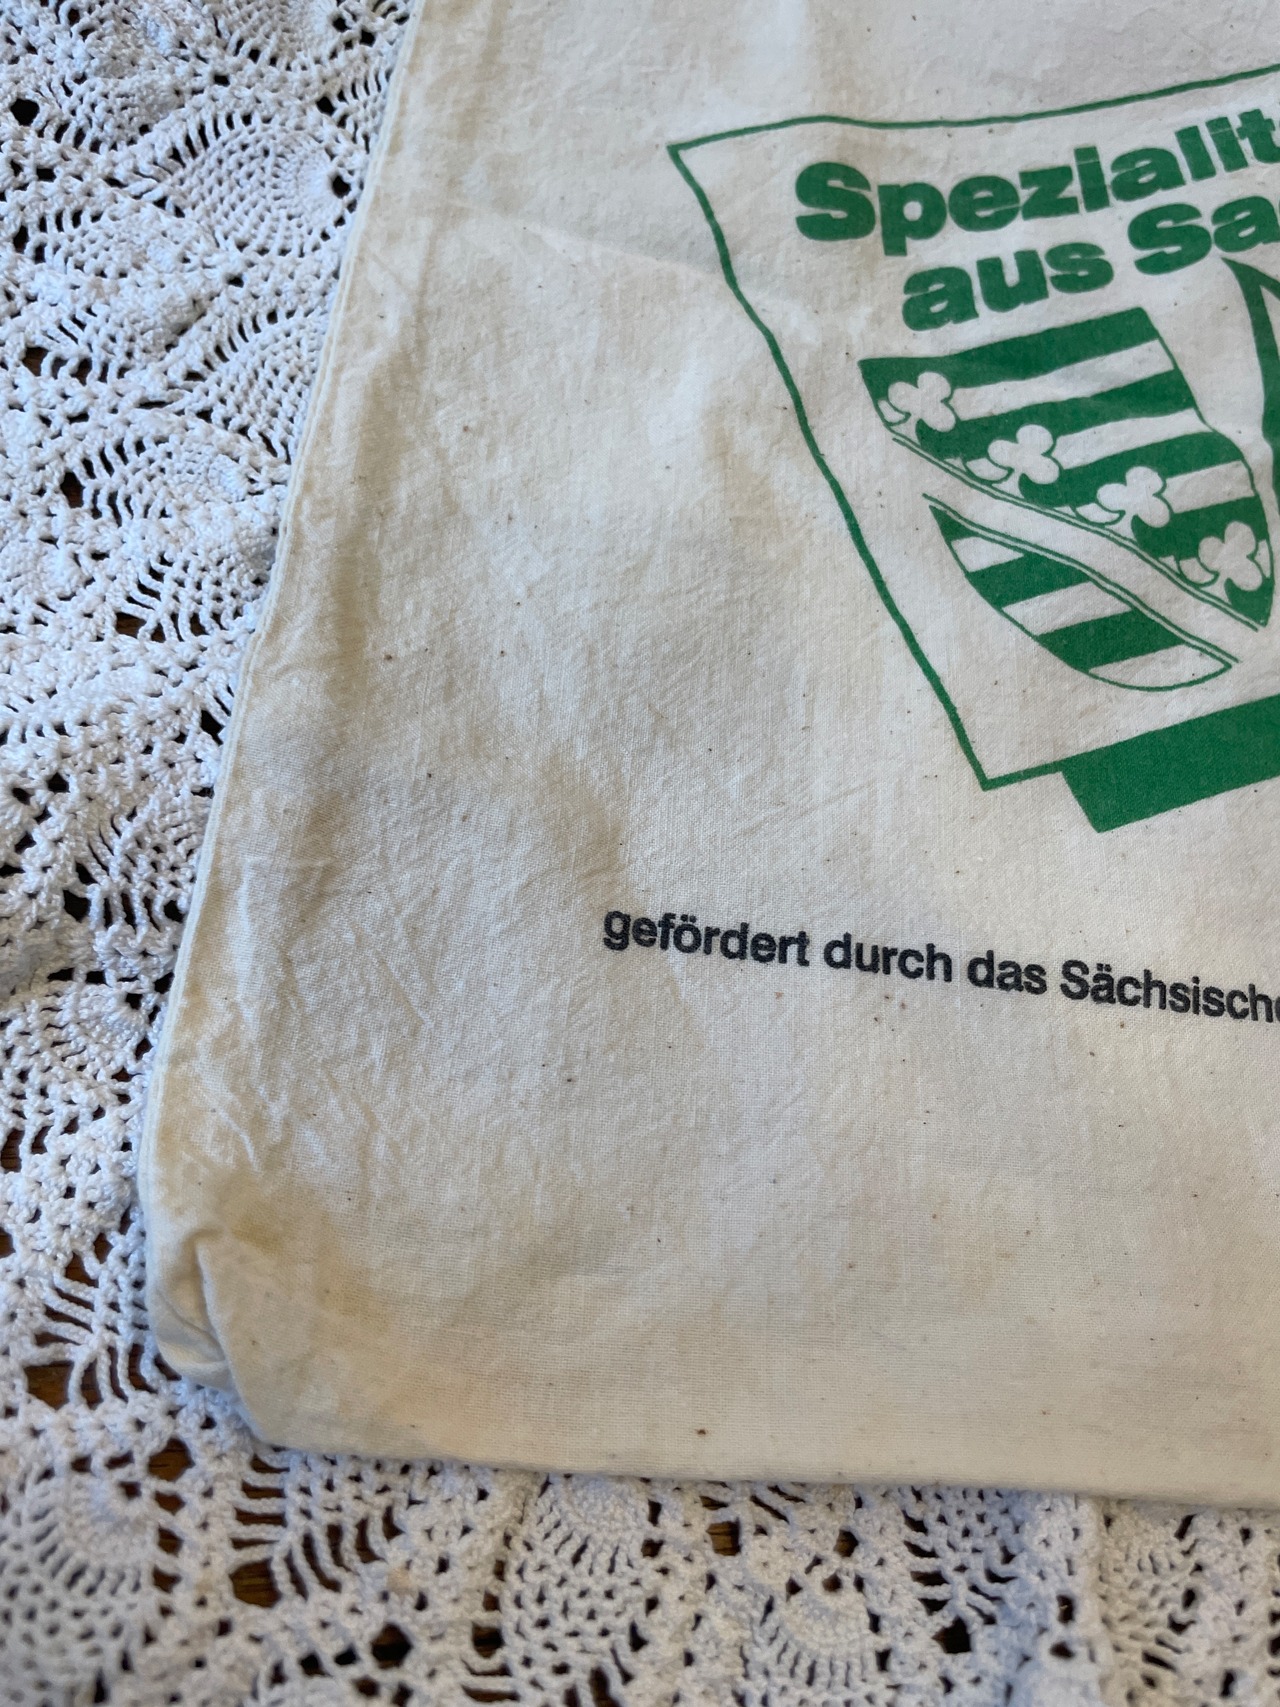 Spezialit
aus Sa
gefördert durch das Sächsische